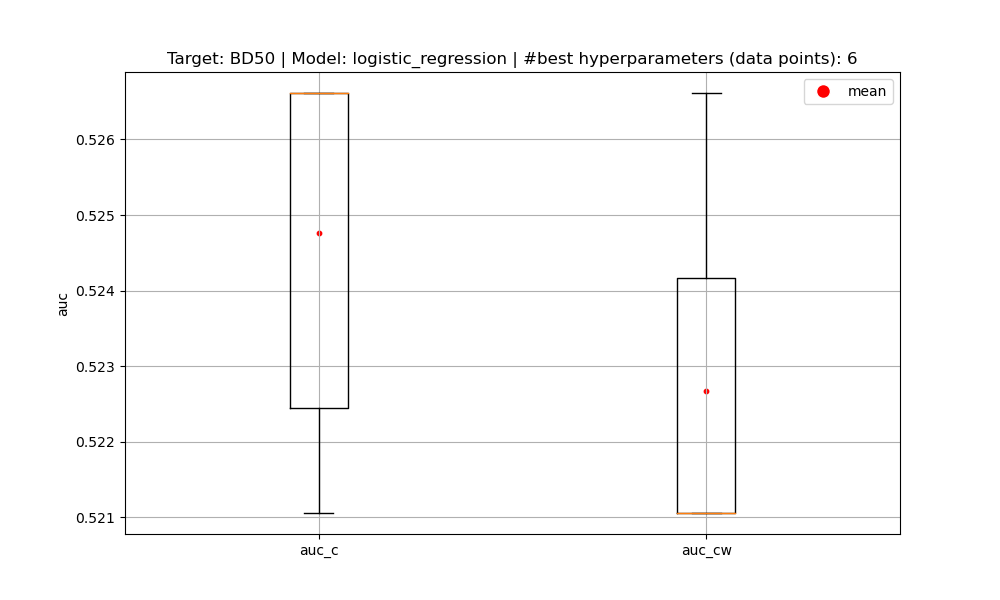 Target: BD50 | Model: logistic_regression | #best hyperparameters (data points): 6
mean
0.526
0.525
0.524
0.523
0.522
0.521
auc
auc_c auc_cw